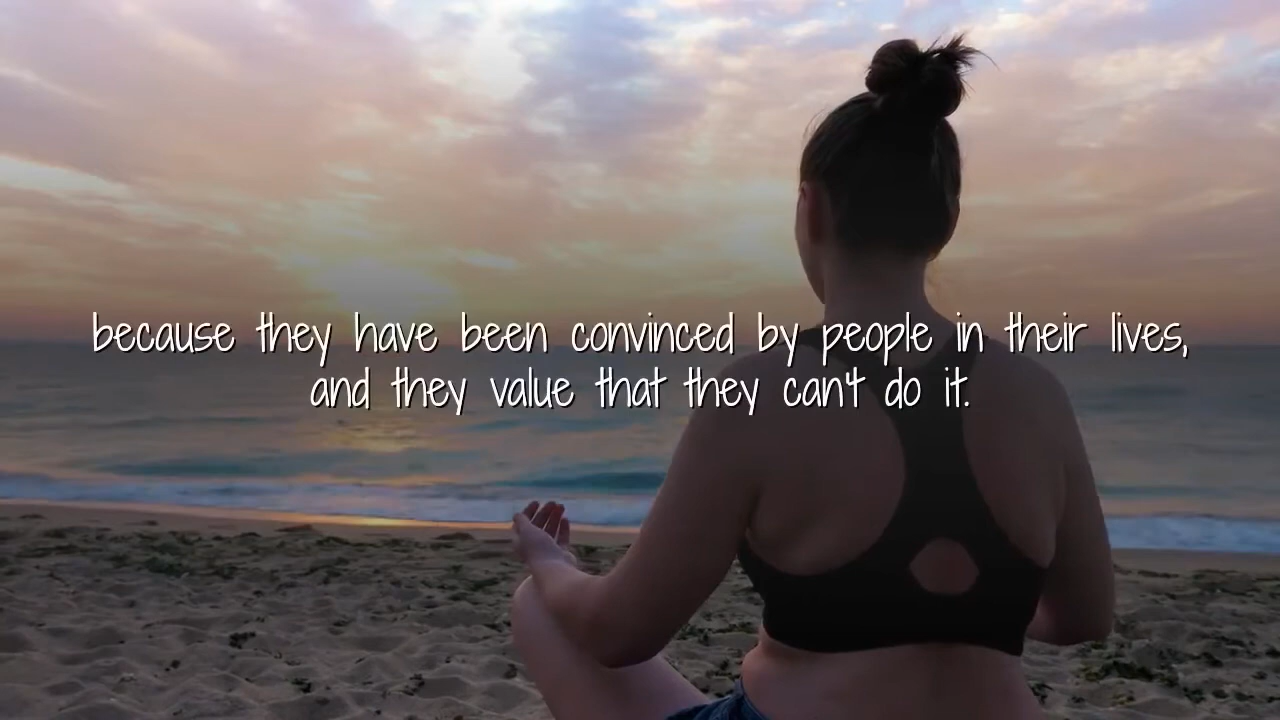 because they have been convinced by people in their lives,
and they value that they can't do it.